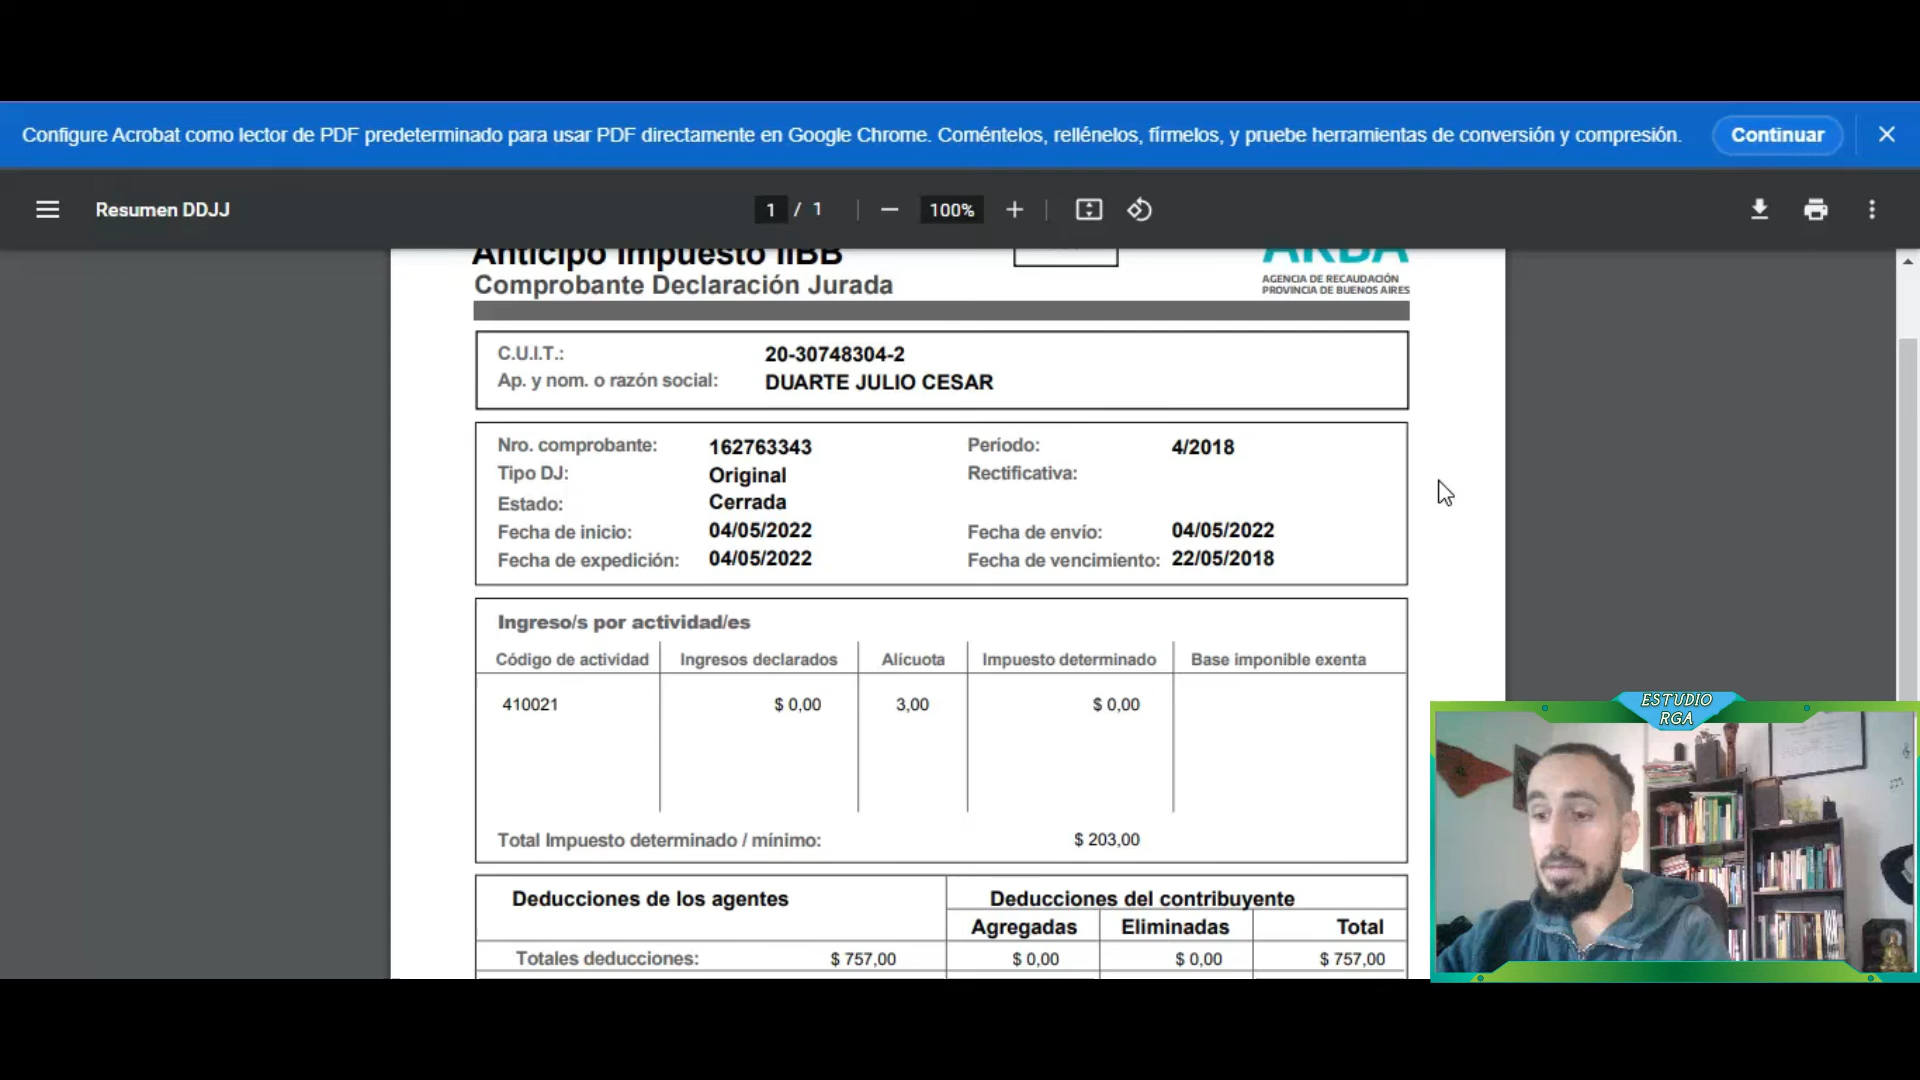 Configure Acrobat como lector de PDF predeterminado para usar PDF directamente en Google Chrome. Coméntelos, rellénelos, fírmelos, y pruebe herramientas de conversión y compresión. Continuar
Resumen DDJJ 1 / 1 100%
Anticipo Impuesto IIBB
ARBA
Comprobante Declaración Jurada
AGENCIA DE RECAUDACIÓN
PROVINCIA DE BUENOS AIRES
C.U.I.T.: 20-30748304-2
Ap. y nom. o razón social: DUARTE JULIO CESAR
Nro. comprobante: 162763343 Periodo: 4/2018
Tipo DJ: Original Rectificativa:
Estado: Cerrada
Fecha de inicio: 04/05/2022 Fecha de envío: 04/05/2022
Fecha de expedición: 04/05/2022 Fecha de vencimiento: 22/05/2018
Ingreso/s por actividad/es
Código de actividad Ingresos declarados Alícuota Impuesto determinado Base imponible exenta
410021 $ 0,00 3,00 $ 0,00
Total Impuesto determinado / mínimo: $ 203,00
Deducciones de los agentes Deducciones del contribuyente
Agregadas Eliminadas Total
Totales deducciones: $ 757,00 $ 0,00 $ 0,00 $ 757,00
ESTUDIO
RGA